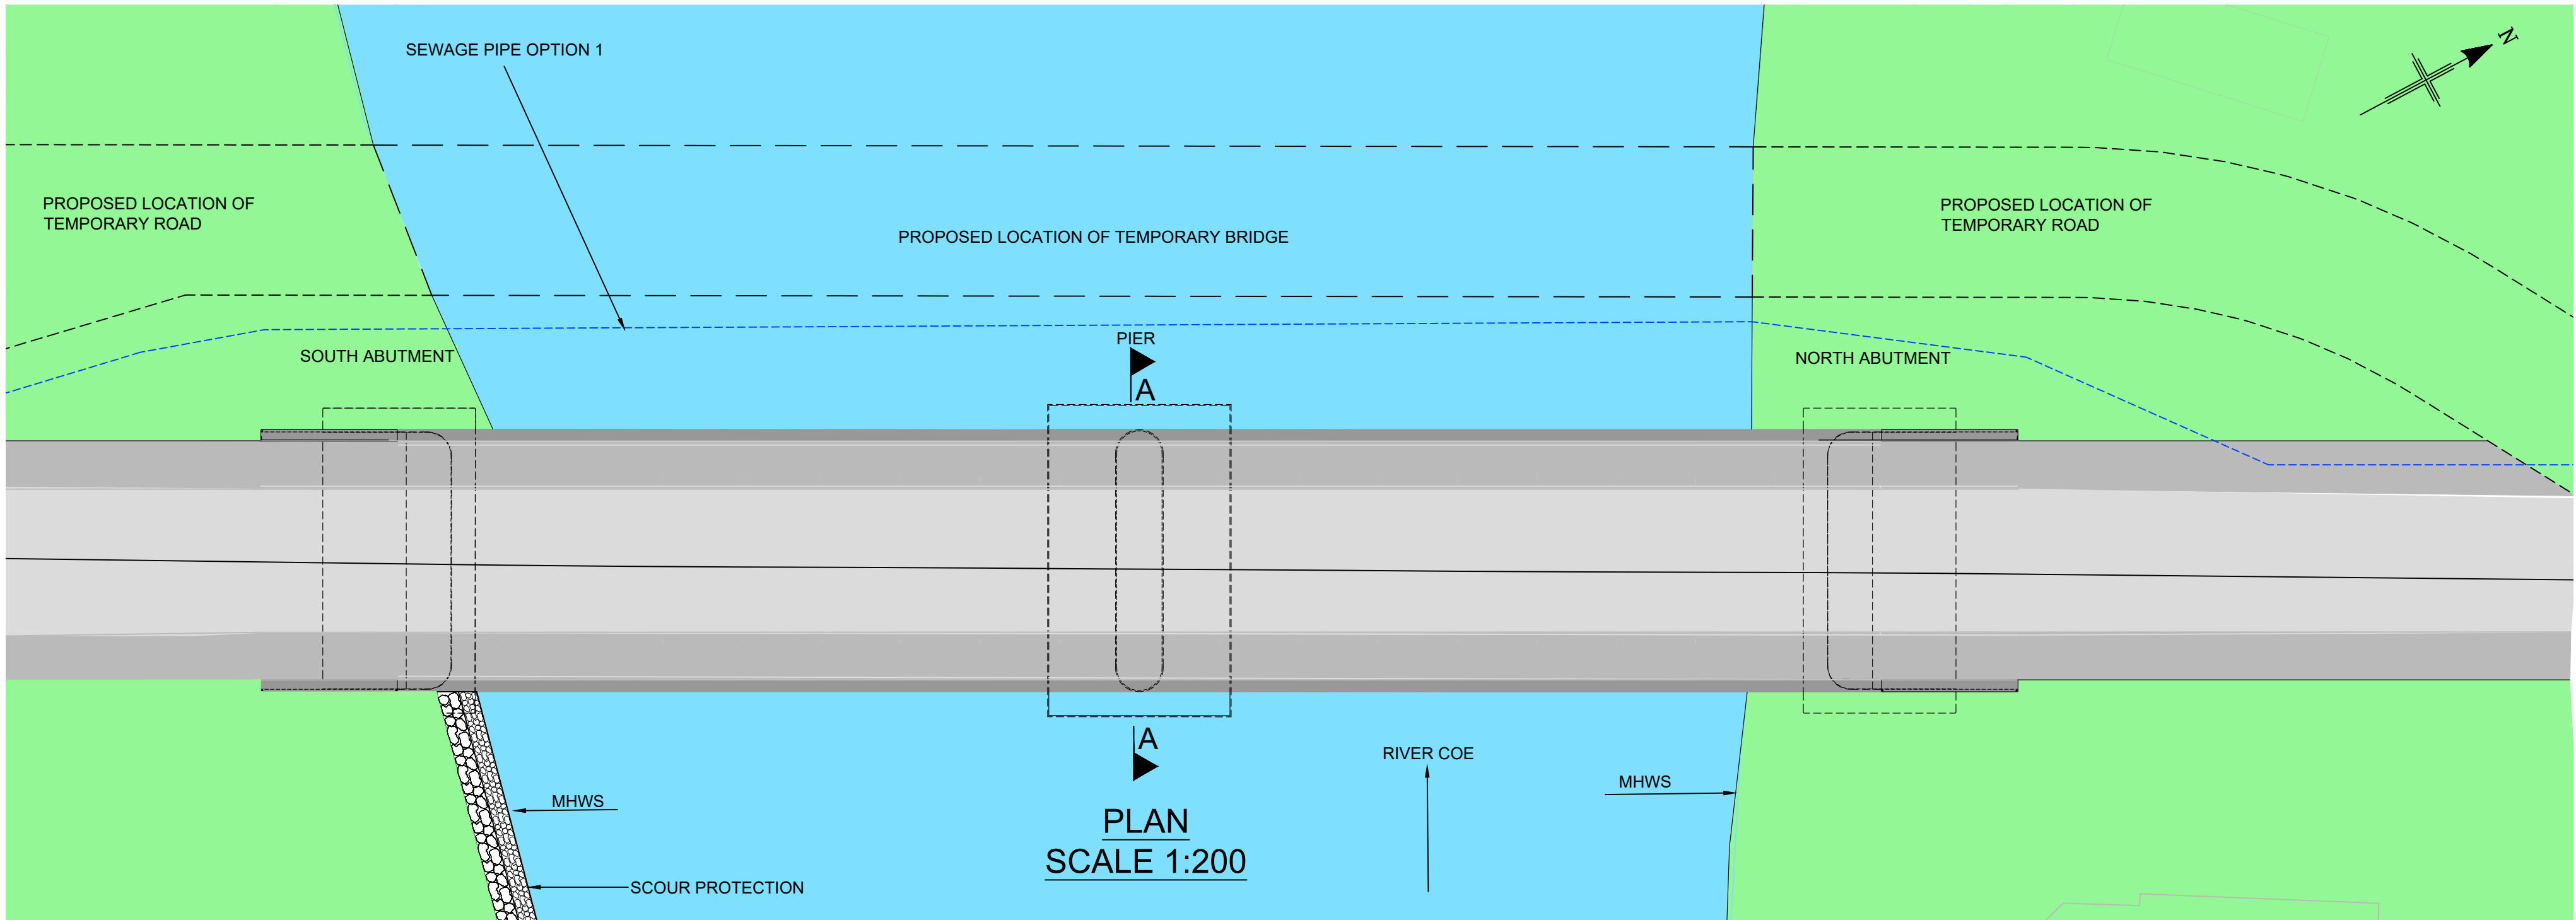 SEWAGE PIPE OPTION 1
N
PROPOSED LOCATION OF
TEMPORARY ROAD
PROPOSED LOCATION OF TEMPORARY BRIDGE
PROPOSED LOCATION OF
TEMPORARY ROAD
SOUTH ABUTMENT
PIER
A
NORTH ABUTMENT
A
RIVER COE
MHWS
MHWS
PLAN
SCALE 1:200
SCOUR PROTECTION